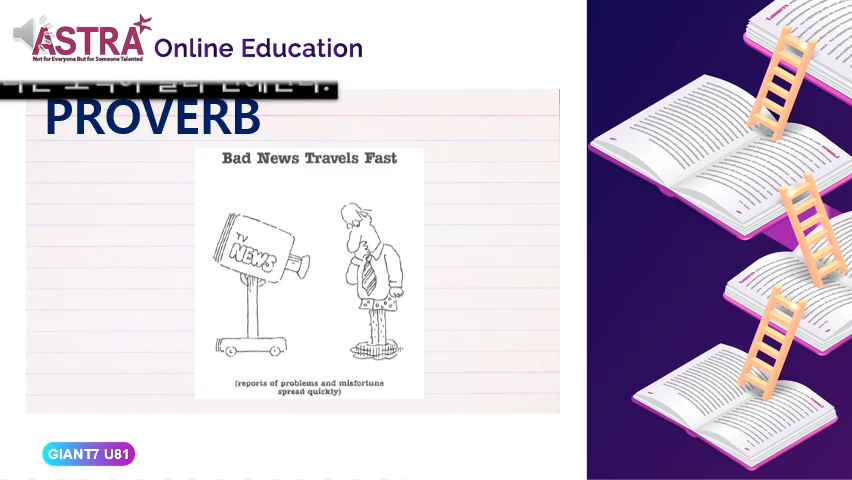 ASTRA
Not for Everyone But for Someone Talented
Online Education
PROVERB
Bad News Travels Fast
TV
NEWS
(reports of problems and misfortune
spread quickly)
GIANT7 U81